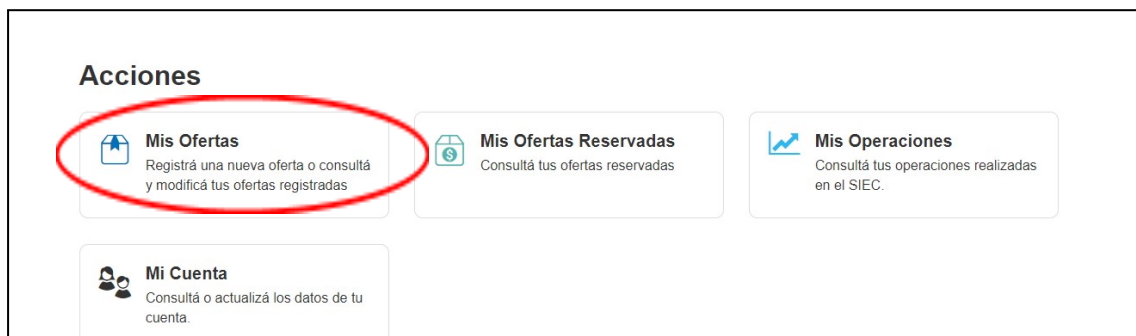 Acciones
Mis Ofertas
Registrá una nueva oferta o consultá
y modificá tus ofertas registradas
Mis Ofertas Reservadas
Consultá tus ofertas reservadas
Mis Operaciones
Consultá tus operaciones realizadas
en el SIEC.
Mi Cuenta
Consultá o actualizá los datos de tu
cuenta.